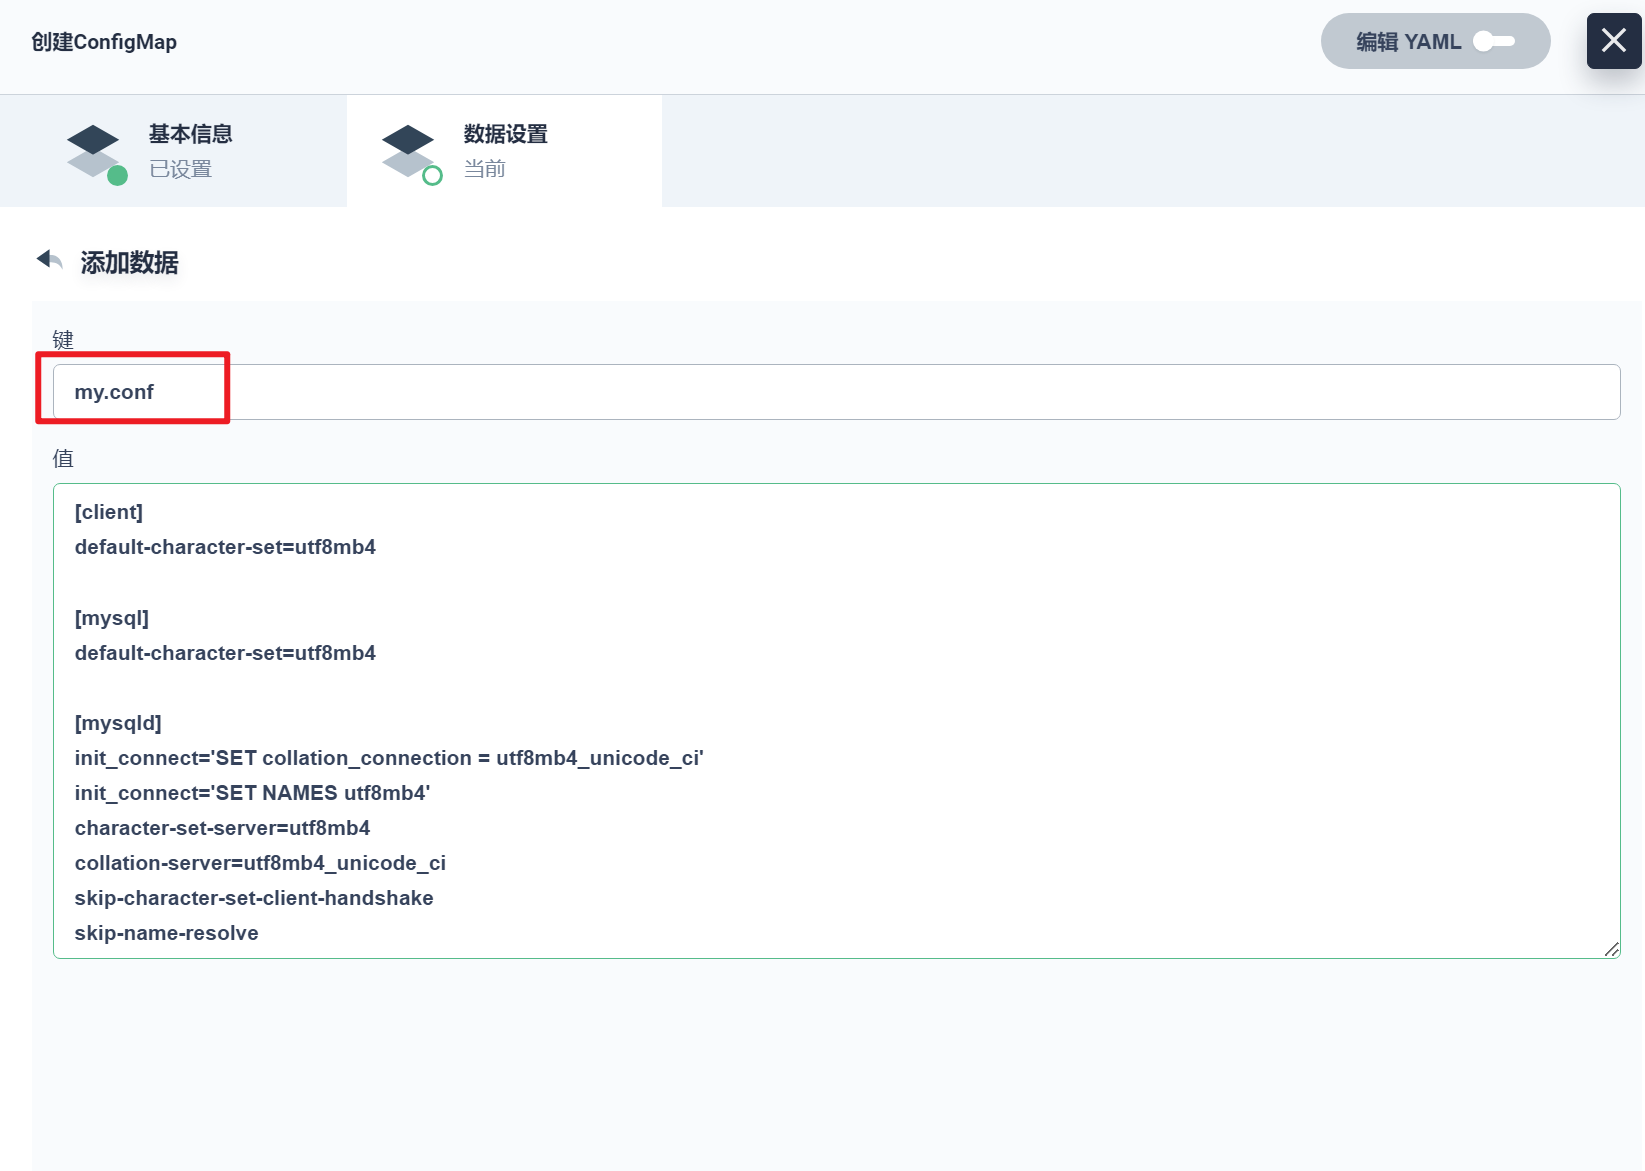 创建ConfigMap
编辑 YAML
基本信息
已设置
数据设置
当前
添加数据
键
my.conf
值
[client]
default-character-set=utf8mb4
[mysql]
default-character-set=utf8mb4
[mysqld]
init_connect='SET collation_connection = utf8mb4_unicode_ci'
init_connect='SET NAMES utf8mb4'
character-set-server=utf8mb4
collation-server=utf8mb4_unicode_ci
skip-character-set-client-handshake
skip-name-resolve